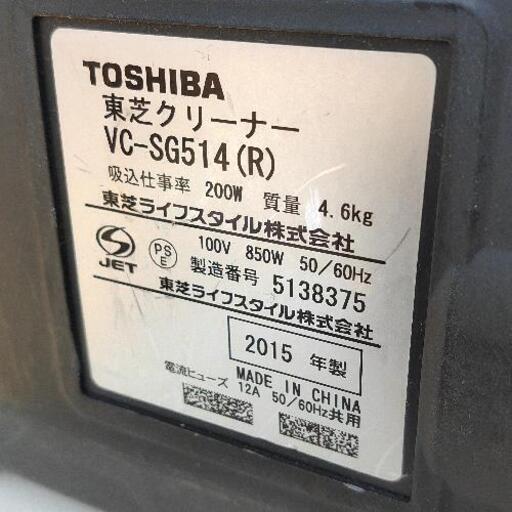 TOSHIBA
東芝クリーナー
VC-SG514(R)
吸込仕事率 200W 質量 4.6kg
東芝ライフスタイル株式会社
100V 850W 50/60Hz
JET
PS
E
製造番号 5138375
東芝ライフスタイル株式会社
2015 年製
MADE IN CHINA
電流ヒューズ 12A 50/60Hz共用